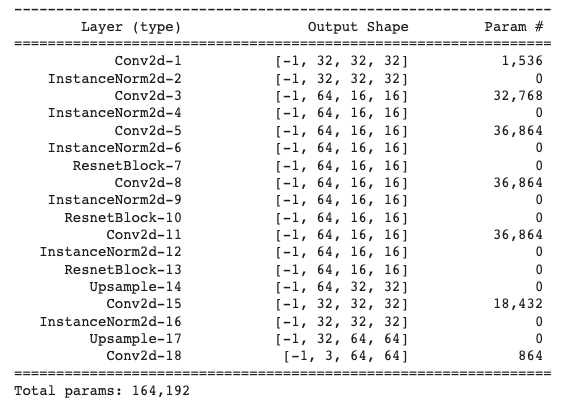 ----------------------------------------------------------------
Layer (type) Output Shape Param #
================================================================
Conv2d-1 [-1, 32, 32, 32] 1,536
InstanceNorm2d-2 [-1, 32, 32, 32] 0
Conv2d-3 [-1, 64, 16, 16] 32,768
InstanceNorm2d-4 [-1, 64, 16, 16] 0
Conv2d-5 [-1, 64, 16, 16] 36,864
InstanceNorm2d-6 [-1, 64, 16, 16] 0
ResnetBlock-7 [-1, 64, 16, 16] 0
Conv2d-8 [-1, 64, 16, 16] 36,864
InstanceNorm2d-9 [-1, 64, 16, 16] 0
ResnetBlock-10 [-1, 64, 16, 16] 0
Conv2d-11 [-1, 64, 16, 16] 36,864
InstanceNorm2d-12 [-1, 64, 16, 16] 0
ResnetBlock-13 [-1, 64, 16, 16] 0
Upsample-14 [-1, 64, 32, 32] 0
Conv2d-15 [-1, 32, 32, 32] 18,432
InstanceNorm2d-16 [-1, 32, 32, 32] 0
Upsample-17 [-1, 32, 64, 64] 0
Conv2d-18 [-1, 3, 64, 64] 864
================================================================
Total params: 164,192